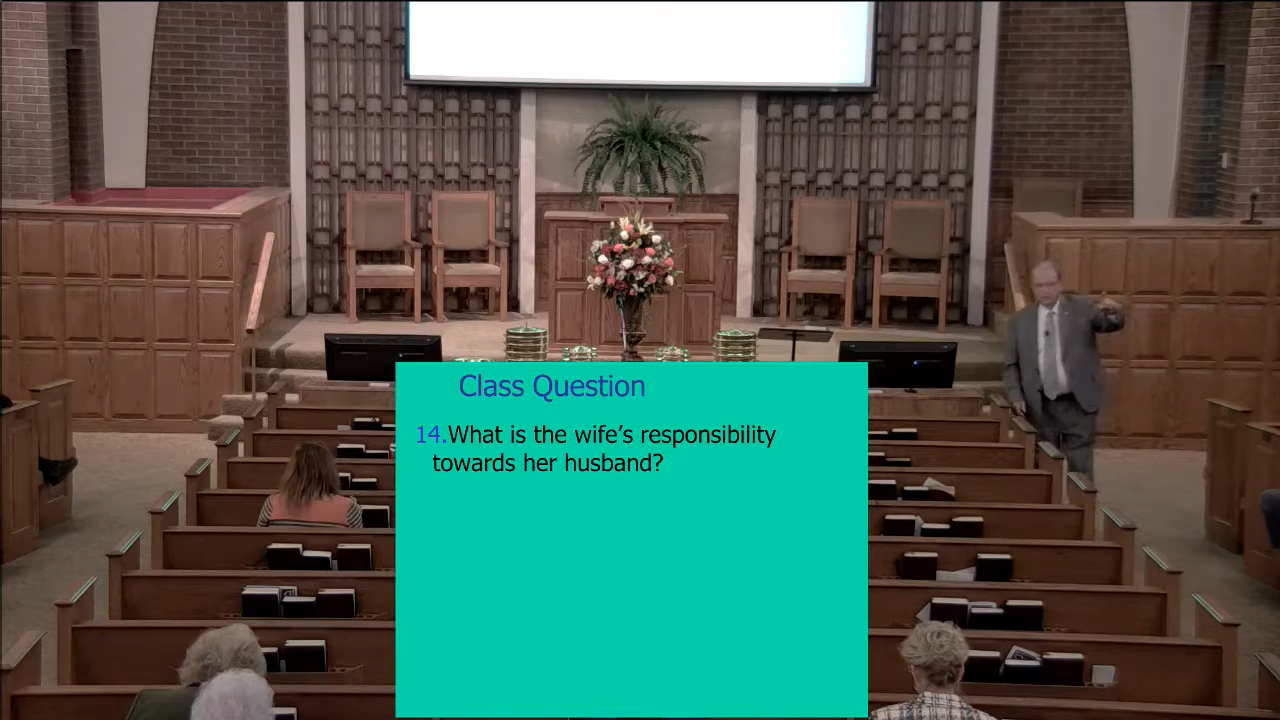 Class Question
14.What is the wife’s responsibility
towards her husband?